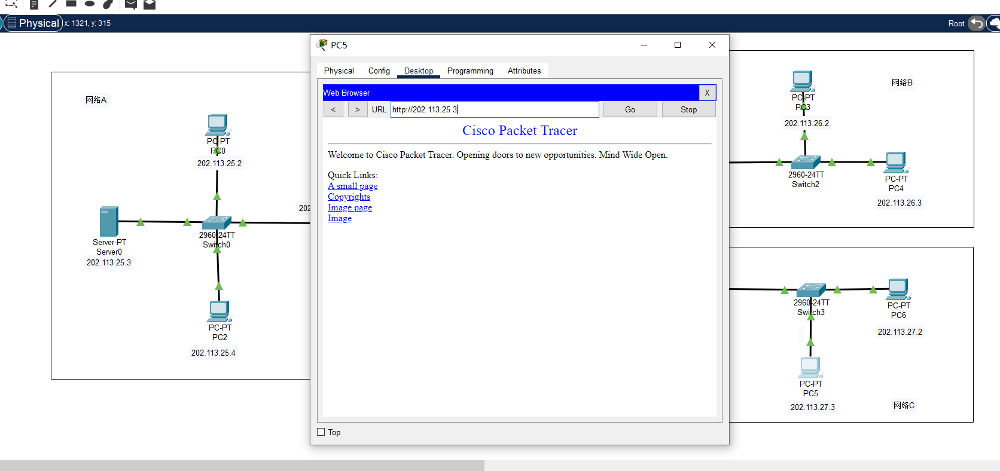 Physical x: 1321, y: 315
Root
PC5
Physical Config Desktop Programming Attributes
Web Browser X
< > URL http://202.113.25.3 Go Stop
Cisco Packet Tracer
Welcome to Cisco Packet Tracer. Opening doors to new opportunities. Mind Wide Open.
Quick Links:
A small page
Copyrights
Image page
Image
Top
网络A
PC-PT
PC0
202.113.25.2
202
Server-PT
Server0
202.113.25.3
2960-24TT
Switch0
PC-PT
PC2
202.113.25.4
网络B
PC-PT
PC3
202.113.26.2
2960-24TT
Switch2
PC-PT
PC4
202.113.26.3
2960-24TT
Switch3
PC-PT
PC6
202.113.27.2
PC-PT
PC5
202.113.27.3
网络C